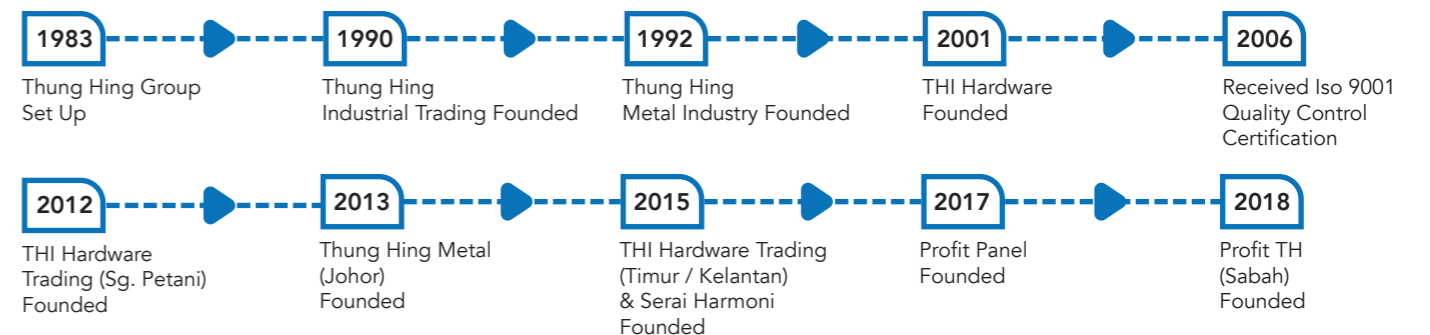 1983
Thung Hing Group
Set Up
1990
Thung Hing
Industrial Trading Founded
1992
Thung Hing
Metal Industry Founded
2001
THI Hardware
Founded
2006
Received Iso 9001
Quality Control
Certification
2012
THI Hardware
Trading (Sg. Petani)
Founded
2013
Thung Hing Metal
(Johor)
Founded
2015
THI Hardware Trading
(Timur / Kelantan)
& Serai Harmoni
Founded
2017
Profit Panel
Founded
2018
Profit TH
(Sabah)
Founded